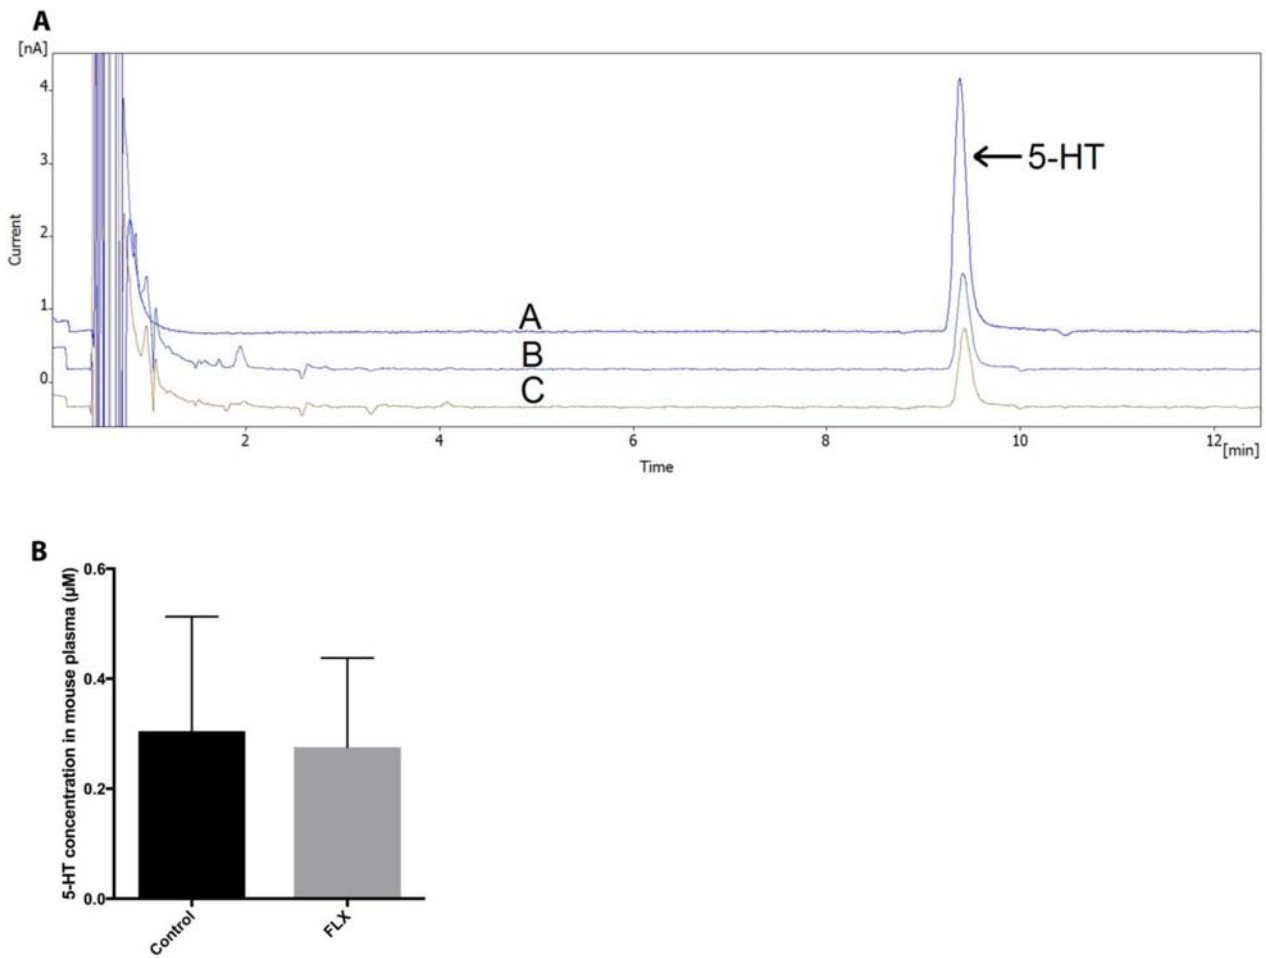 A
[nA]
4
3
2
1
0
Current
5-HT
A
B
C
2 4 6 8 10 12 [min]
Time
B
5-HT concentration in mouse plasma (µM)
0.6
0.4
0.2
0.0
Control FLX